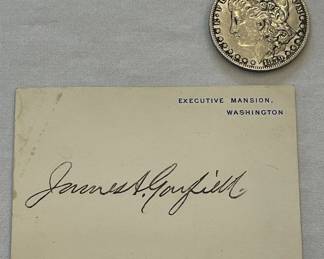 EXECUTIVE MANSION,
WASHINGTON
James A. Garfield.